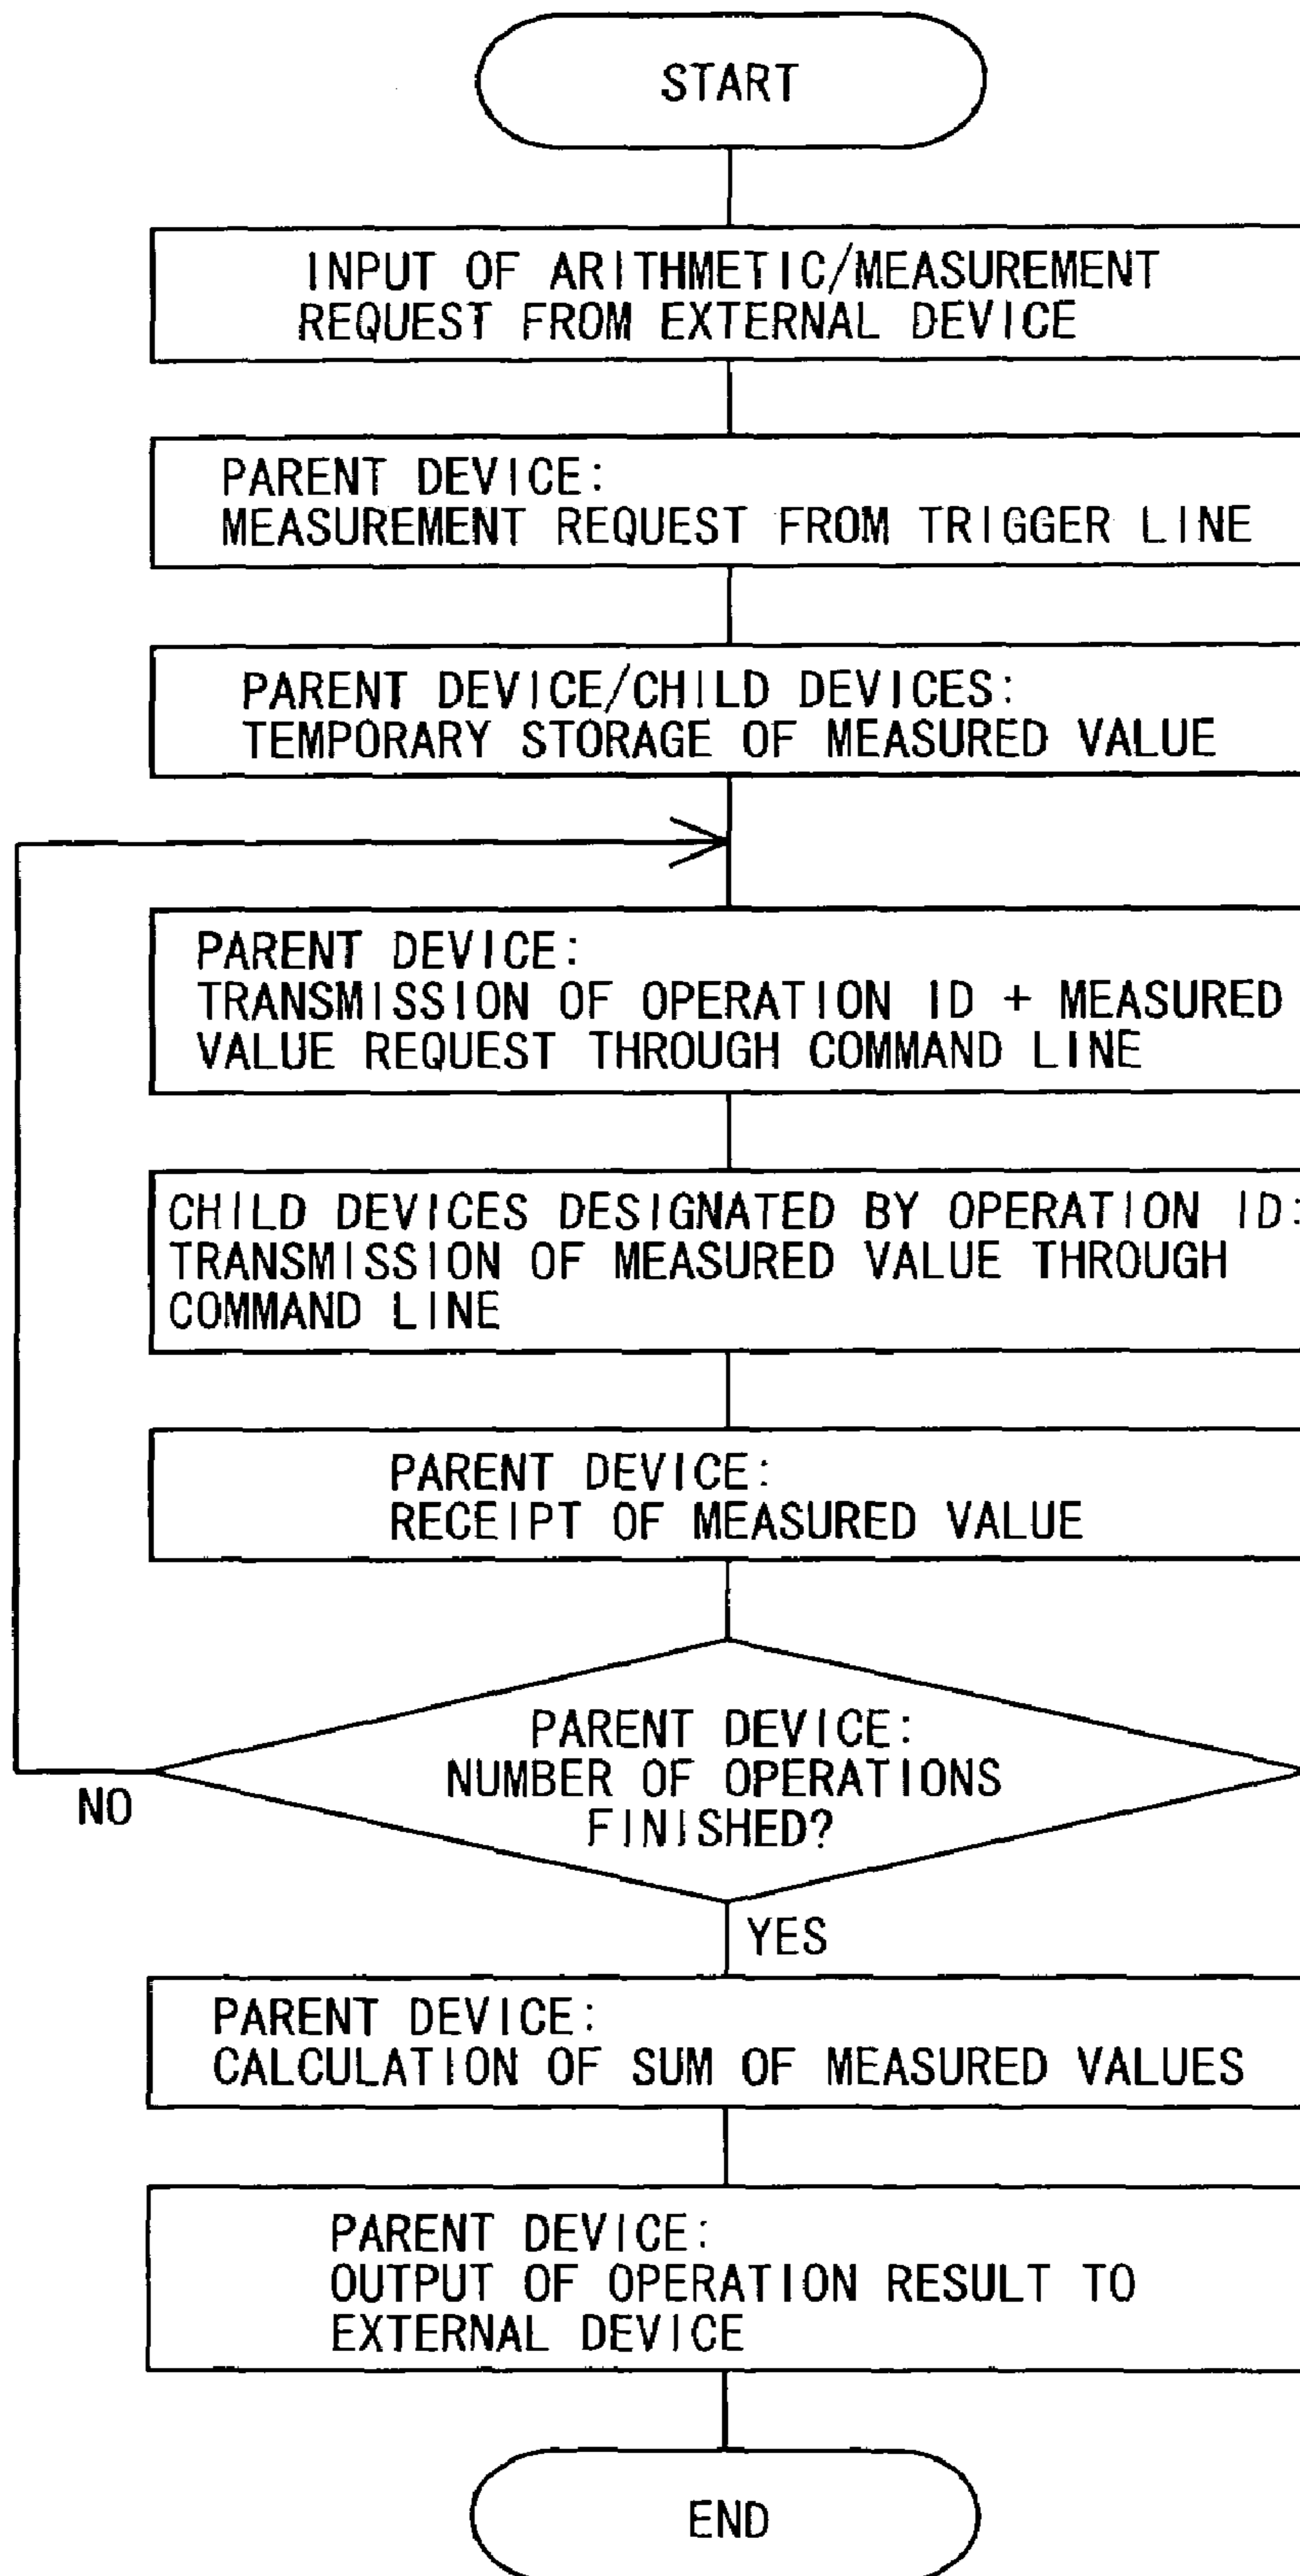 START
INPUT OF ARITHMETIC/MEASUREMENT
REQUEST FROM EXTERNAL DEVICE
PARENT DEVICE:
MEASUREMENT REQUEST FROM TRIGGER LINE
PARENT DEVICE/CHILD DEVICES:
TEMPORARY STORAGE OF MEASURED VALUE
PARENT DEVICE:
TRANSMISSION OF OPERATION ID + MEASURED
VALUE REQUEST THROUGH COMMAND LINE
CHILD DEVICES DESIGNATED BY OPERATION ID:
TRANSMISSION OF MEASURED VALUE THROUGH
COMMAND LINE
PARENT DEVICE:
RECEIPT OF MEASURED VALUE
PARENT DEVICE:
NUMBER OF OPERATIONS
FINISHED?
NO
YES
PARENT DEVICE:
CALCULATION OF SUM OF MEASURED VALUES
PARENT DEVICE:
OUTPUT OF OPERATION RESULT TO
EXTERNAL DEVICE
END